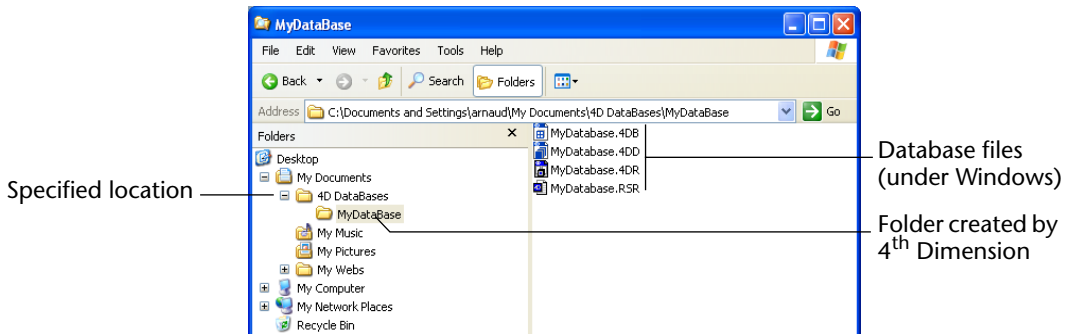 MyDataBase
File Edit View Favorites Tools Help
Back Search Folders
Address C:\Documents and Settings\arnaud\My Documents\4D DataBases\MyDataBase Go
Folders X
Desktop
My Documents
4D DataBases
MyDataBase
My Music
My Pictures
My Webs
My Computer
My Network Places
Recycle Bin
MyDatabase.4DB
MyDatabase.4DD
MyDatabase.4DR
MyDatabase.RSR
Specified location
Database files
(under Windows)
Folder created by
4th Dimension